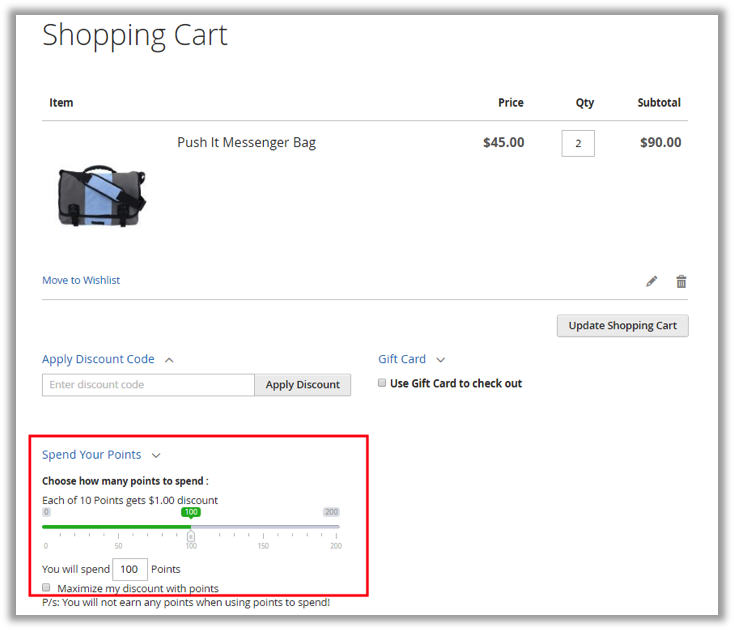 Shopping Cart
Item Price Qty Subtotal
Push It Messenger Bag $45.00 2 $90.00
Move to Wishlist
Update Shopping Cart
Apply Discount Code Gift Card
Enter discount code Apply Discount Use Gift Card to check out
Spend Your Points
Choose how many points to spend :
Each of 10 Points gets $1.00 discount
0 100 200
0 50 100 150 200
You will spend 100 Points
Maximize my discount with points
P/s: You will not earn any points when using points to spend!